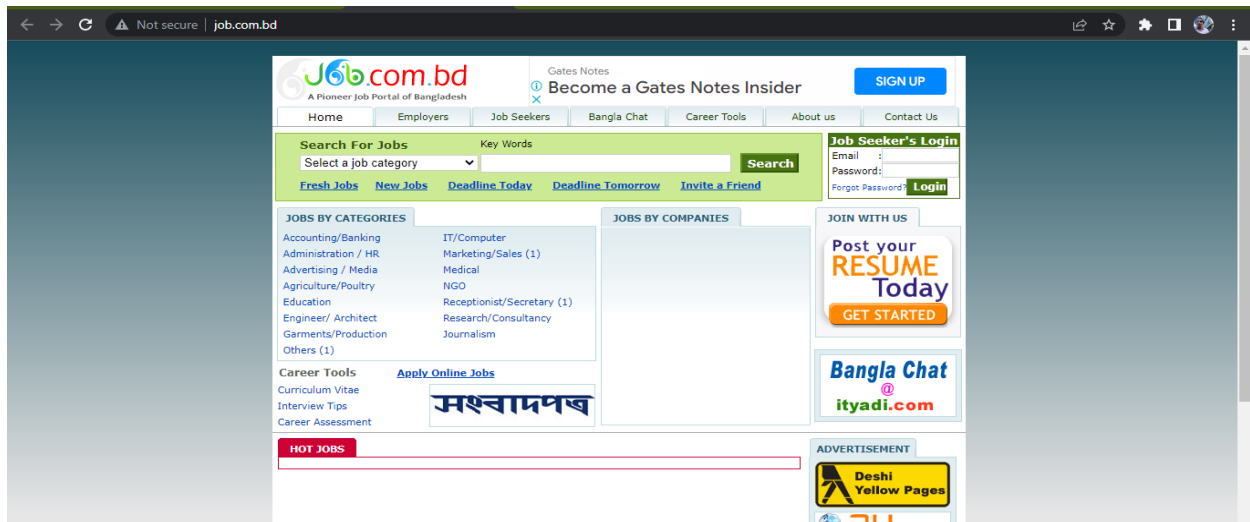 Not secure | job.com.bd
Job.com.bd
A Pioneer Job Portal of Bangladesh
Gates Notes
Become a Gates Notes Insider
SIGN UP
Home Employers Job Seekers Bangla Chat Career Tools About us Contact Us
Search For Jobs Key Words
Select a job category Search
Fresh Jobs New Jobs Deadline Today Deadline Tomorrow Invite a Friend
Job Seeker's Login
Email :
Password:
Forgot Password? Login
JOBS BY CATEGORIES
Accounting/Banking IT/Computer
Administration / HR Marketing/Sales (1)
Advertising / Media Medical
Agriculture/Poultry NGO
Education Receptionist/Secretary (1)
Engineer/ Architect Research/Consultancy
Garments/Production Journalism
Others (1)
JOBS BY COMPANIES
JOIN WITH US
Post your
RESUME
Today
GET STARTED
Career Tools Apply Online Jobs
Curriculum Vitae
Interview Tips
Career Assessment
সংবাদপত্র
Bangla Chat
@
ityadi.com
HOT JOBS
ADVERTISEMENT
Deshi
Yellow Pages